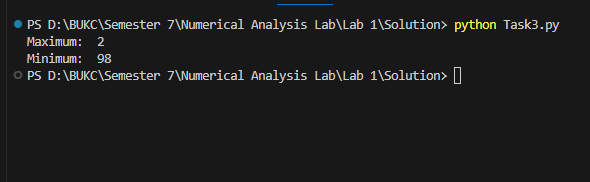 PS D:\BUKC\Semester 7\Numerical Analysis Lab\Lab 1\Solution> python Task3.py
Maximum:  2
Minimum:  98
PS D:\BUKC\Semester 7\Numerical Analysis Lab\Lab 1\Solution>